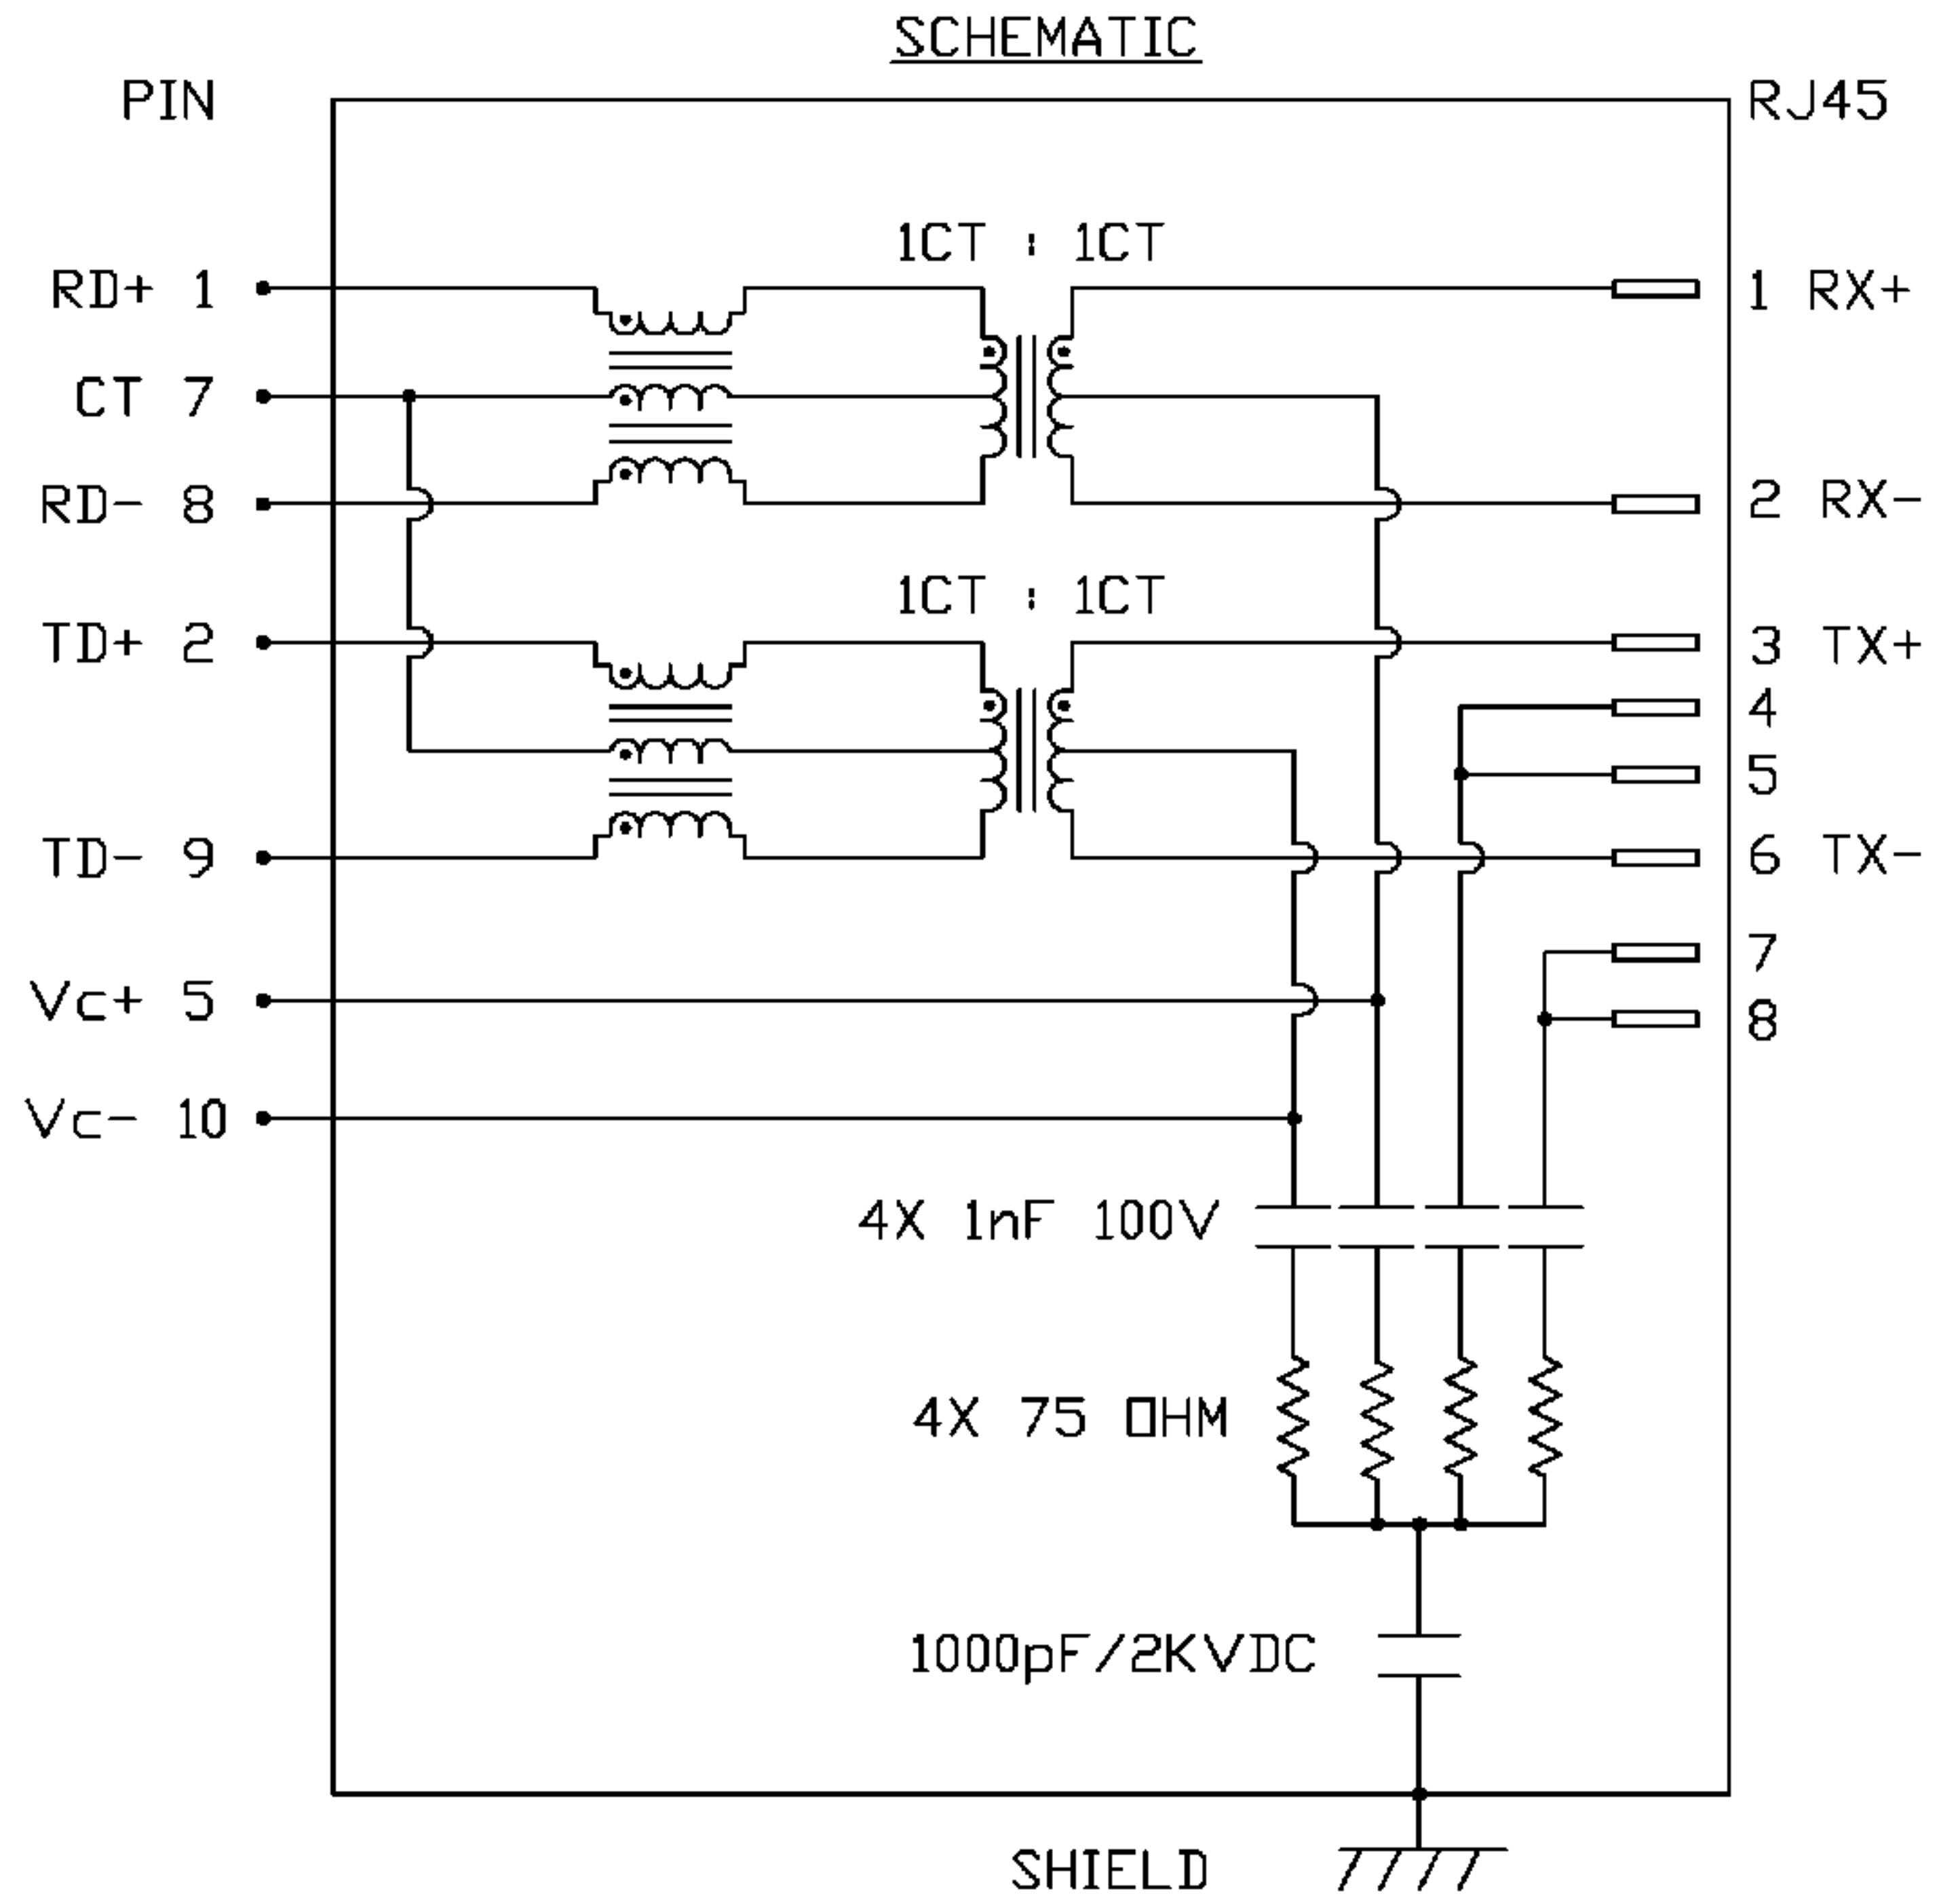 SCHEMATIC
PIN RJ45
1CT : 1CT
RD+ 1 1 RX+
CT 7
RD- 8 2 RX-
1CT : 1CT
TD+ 2 3 TX+
4
5
TD- 9 6 TX-
7
Vc+ 5 8
Vc- 10
4X 1nF 100V
4X 75 OHM
1000pF/2KVDC
SHIELD